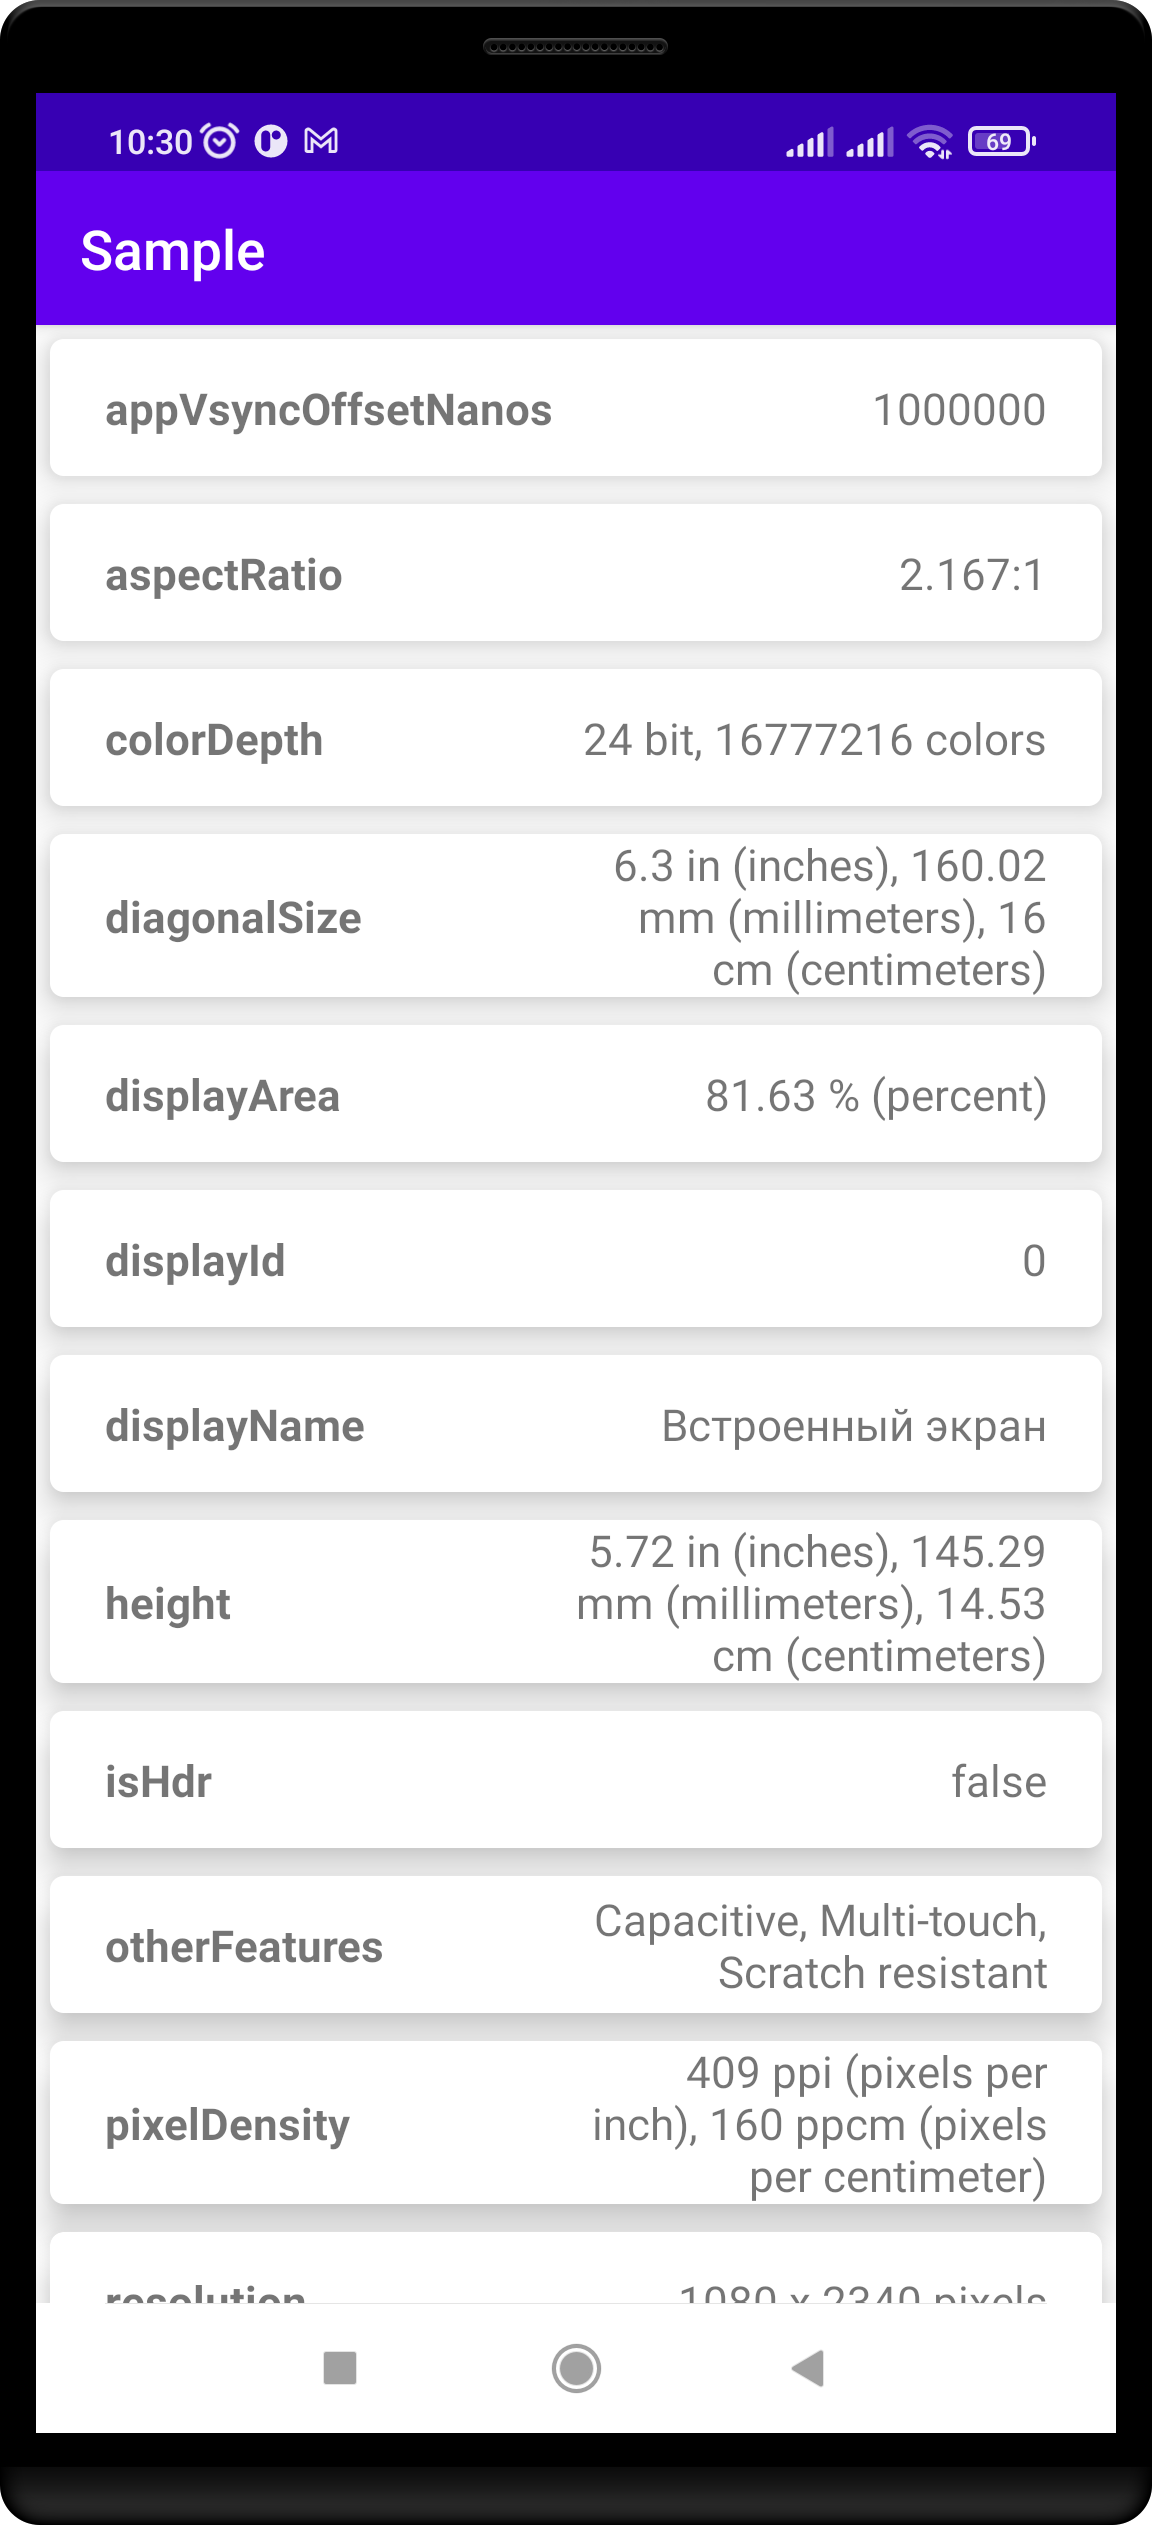 10:30
69
Sample
appVsyncOffsetNanos 1000000
aspectRatio 2.167:1
colorDepth 24 bit, 16777216 colors
6.3 in (inches), 160.02
diagonalSize mm (millimeters), 16
cm (centimeters)
displayArea 81.63 % (percent)
displayId 0
displayName Встроенный экран
5.72 in (inches), 145.29
height mm (millimeters), 14.53
cm (centimeters)
isHdr false
otherFeatures Capacitive, Multi-touch,
Scratch resistant
409 ppi (pixels per
pixelDensity inch), 160 ppcm (pixels
per centimeter)
resolution 1080 x 2340 pixels